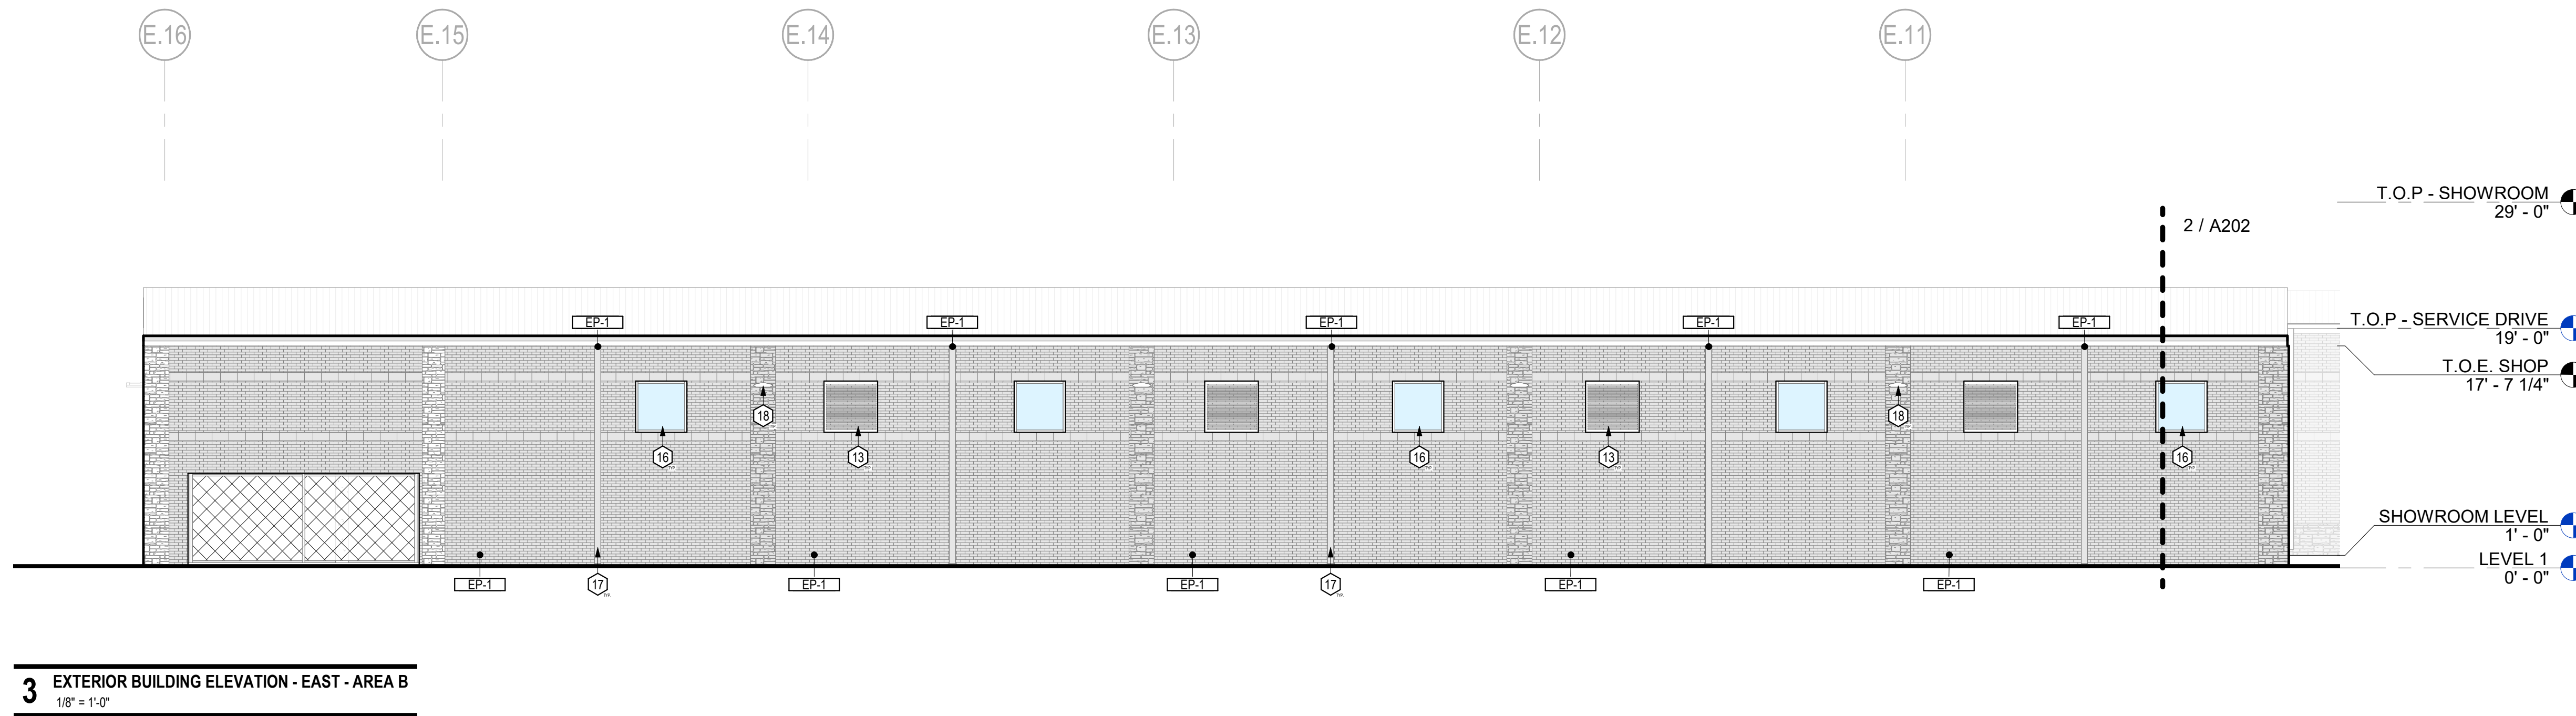 E.16
E.15
E.14
E.13
E.12
E.11
T.O.P - SHOWROOM
29' - 0"
2 / A202
T.O.P - SERVICE DRIVE
19' - 0"
EP-1
EP-1
EP-1
EP-1
EP-1
T.O.E. SHOP
17' - 7 1/4"
18
18
16
13
16
13
16
SHOWROOM LEVEL
1' - 0"
LEVEL 1
0' - 0"
EP-1
17
EP-1
EP-1
17
EP-1
EP-1
3
EXTERIOR BUILDING ELEVATION - EAST - AREA B
1/8" = 1'-0"